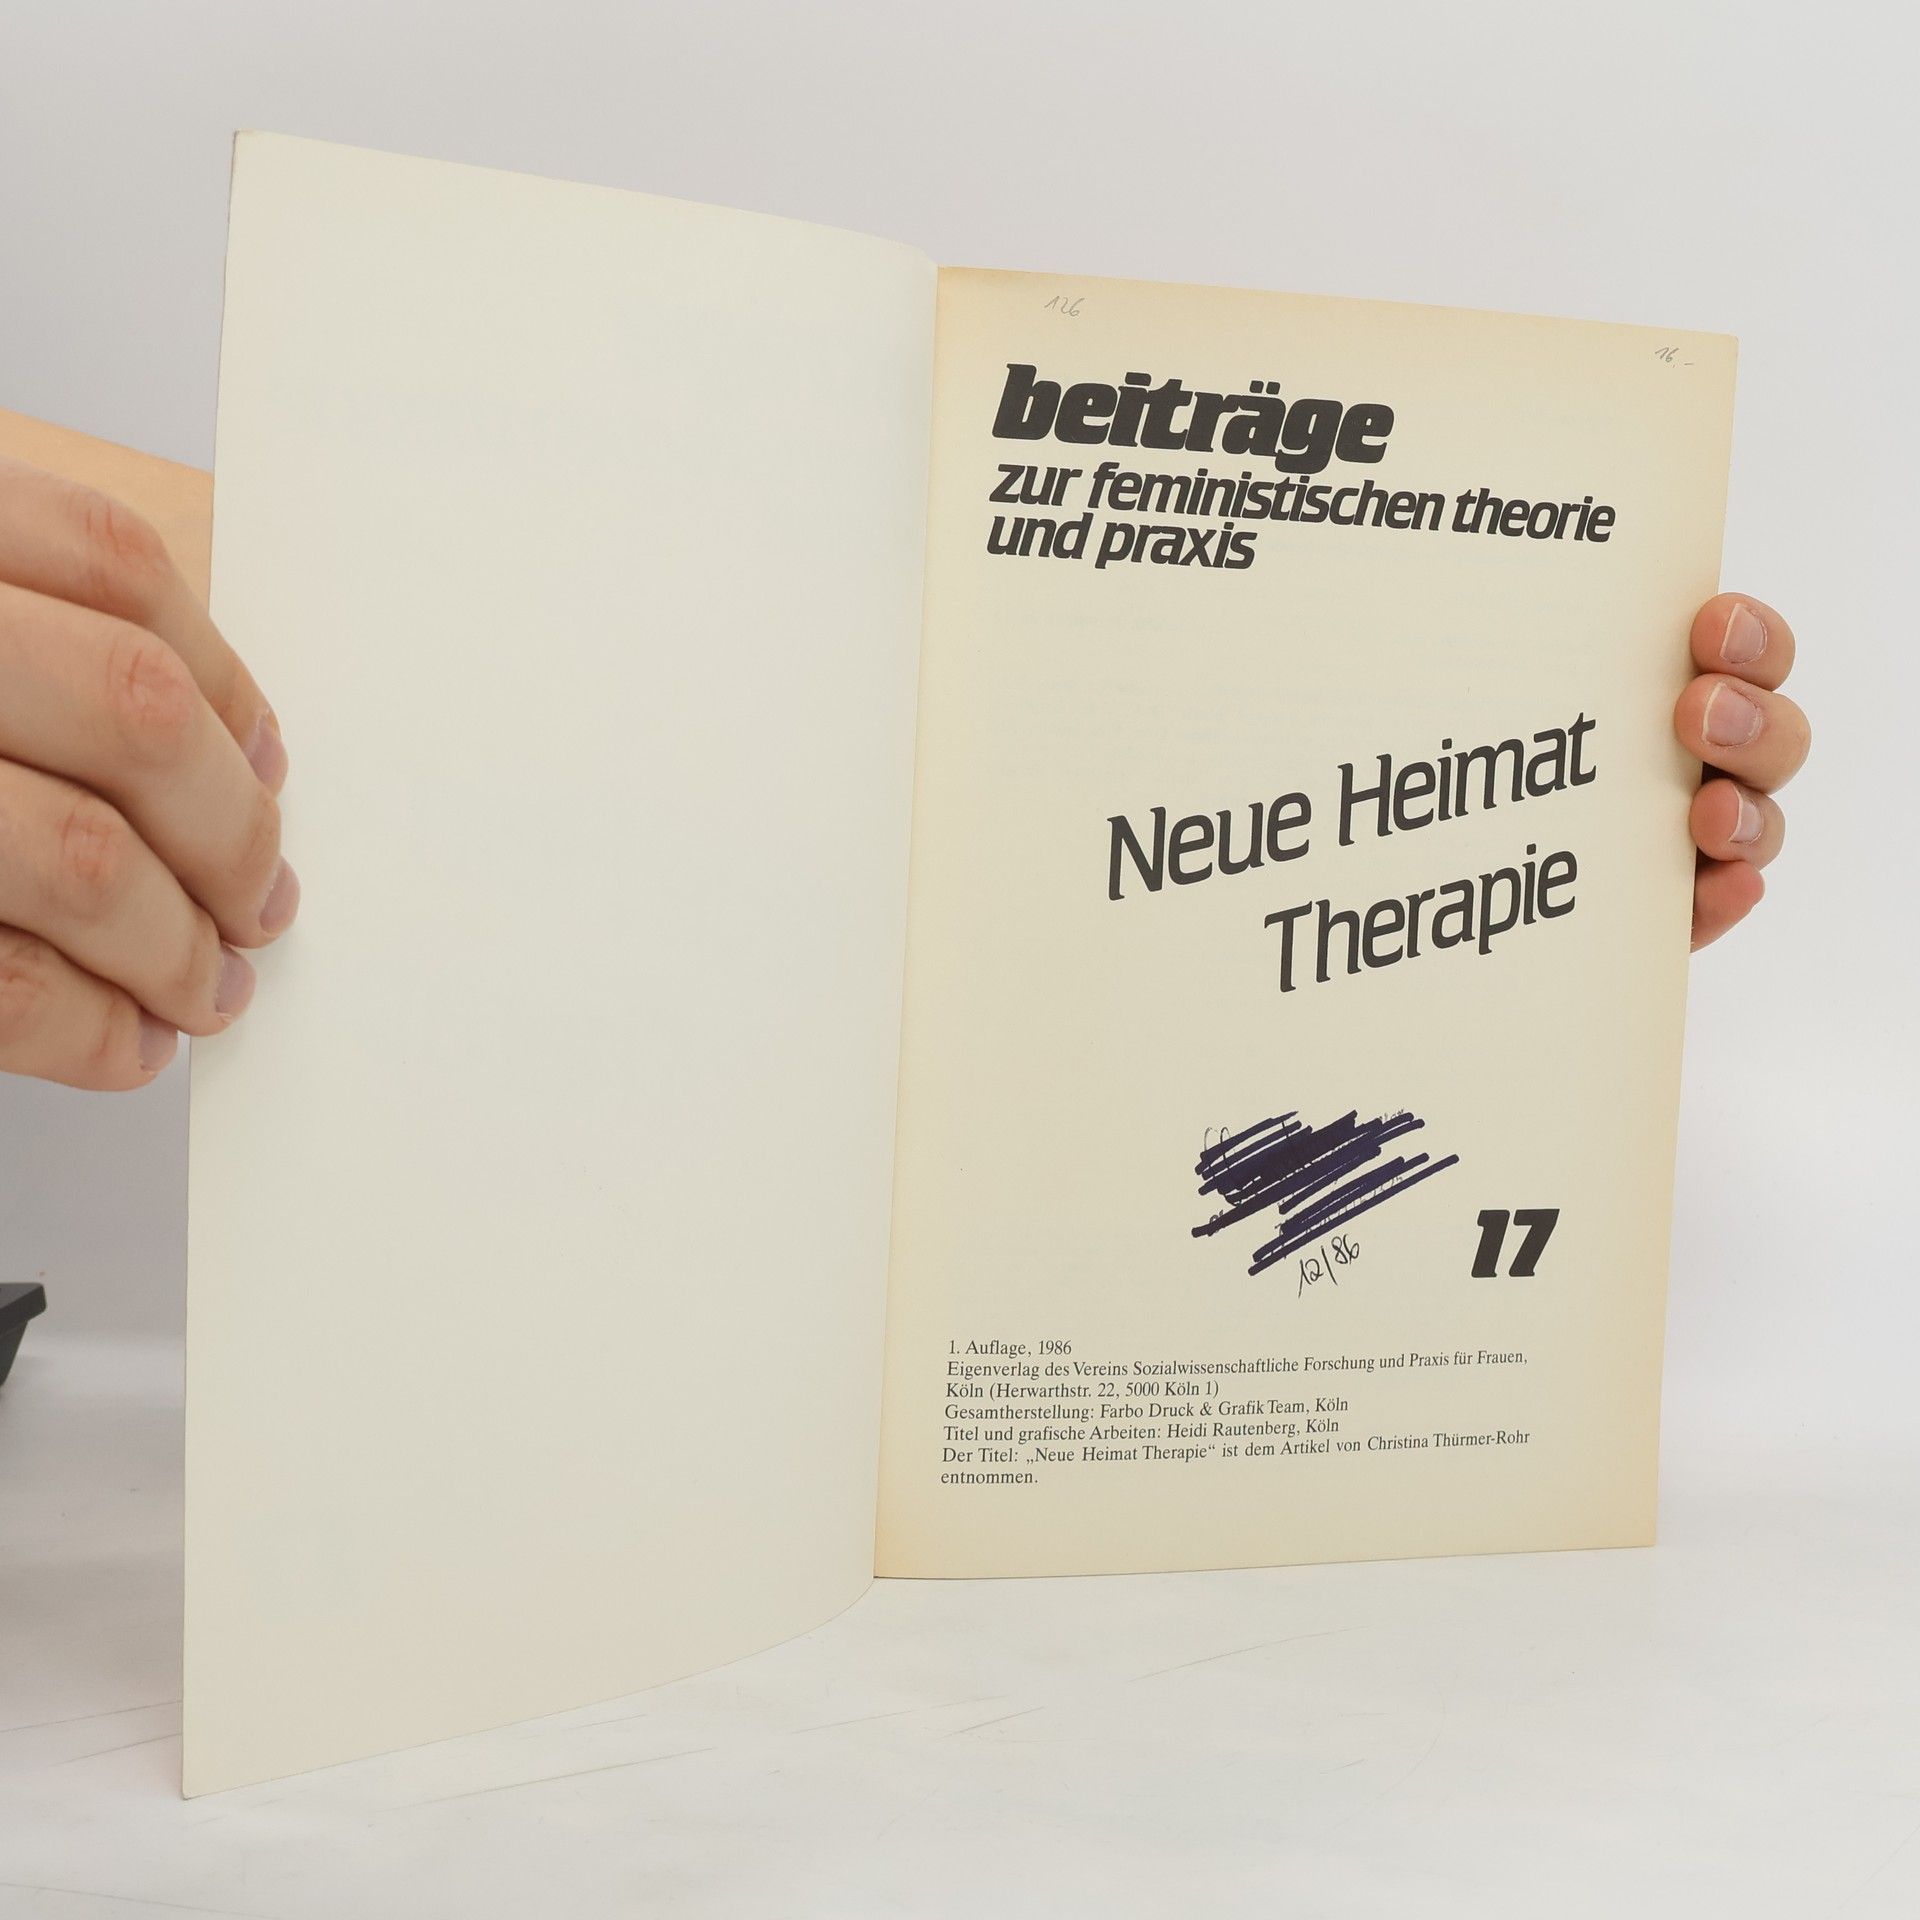 126
16,-
beiträge
zur feministischen theorie
und praxis
Neue Heimat
Therapie
12/86
17
1. Auflage, 1986
Eigenverlag des Vereins Sozialwissenschaftliche Forschung und Praxis für Frauen,
Köln (Herwarthstr. 22, 5000 Köln 1)
Gesamtherstellung: Farbo Druck & Grafik Team, Köln
Titel und grafische Arbeiten: Heidi Rautenberg, Köln
Der Titel: „Neue Heimat Therapie“ ist dem Artikel von Christina Thürmer-Rohr
entnommen.